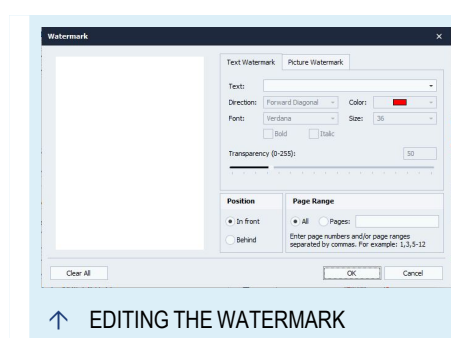 Watermark
Text Watermark Picture Watermark
Text:
Direction: Forward Diagonal Color:
Font: Verdana Size: 36
Bold Italic
Transparency (0-255): 50
Position Page Range
In front All Pages:
Behind Enter page numbers and/or page ranges
separated by commas. For example: 1,3,5-12
Clear All OK Cancel
↑ EDITING THE WATERMARK